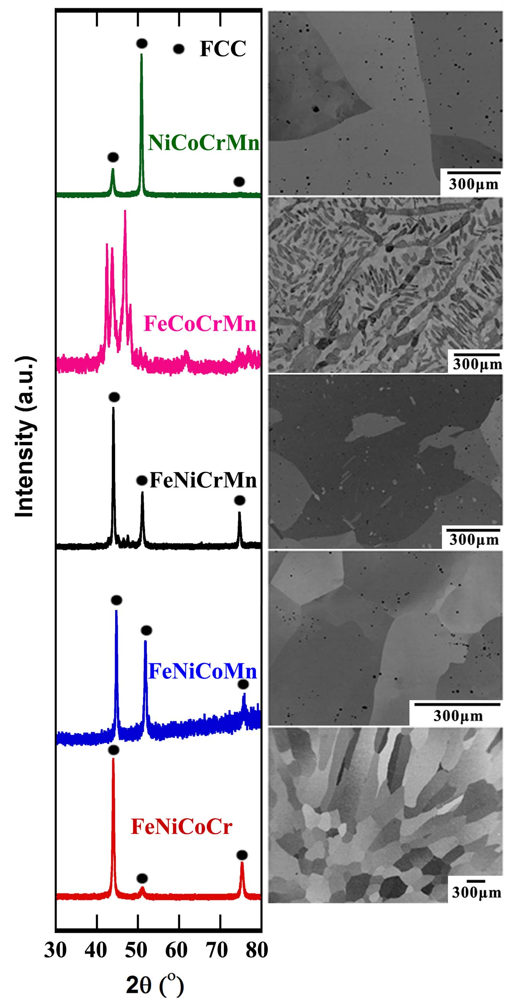 FCC
NiCoCrMn
300µm
FeCoCrMn
300µm
Intensity (a.u.)
FeNiCrMn
300µm
FeNiCoMn
300µm
FeNiCoCr
300µm
30 40 50 60 70 80
2θ (°)